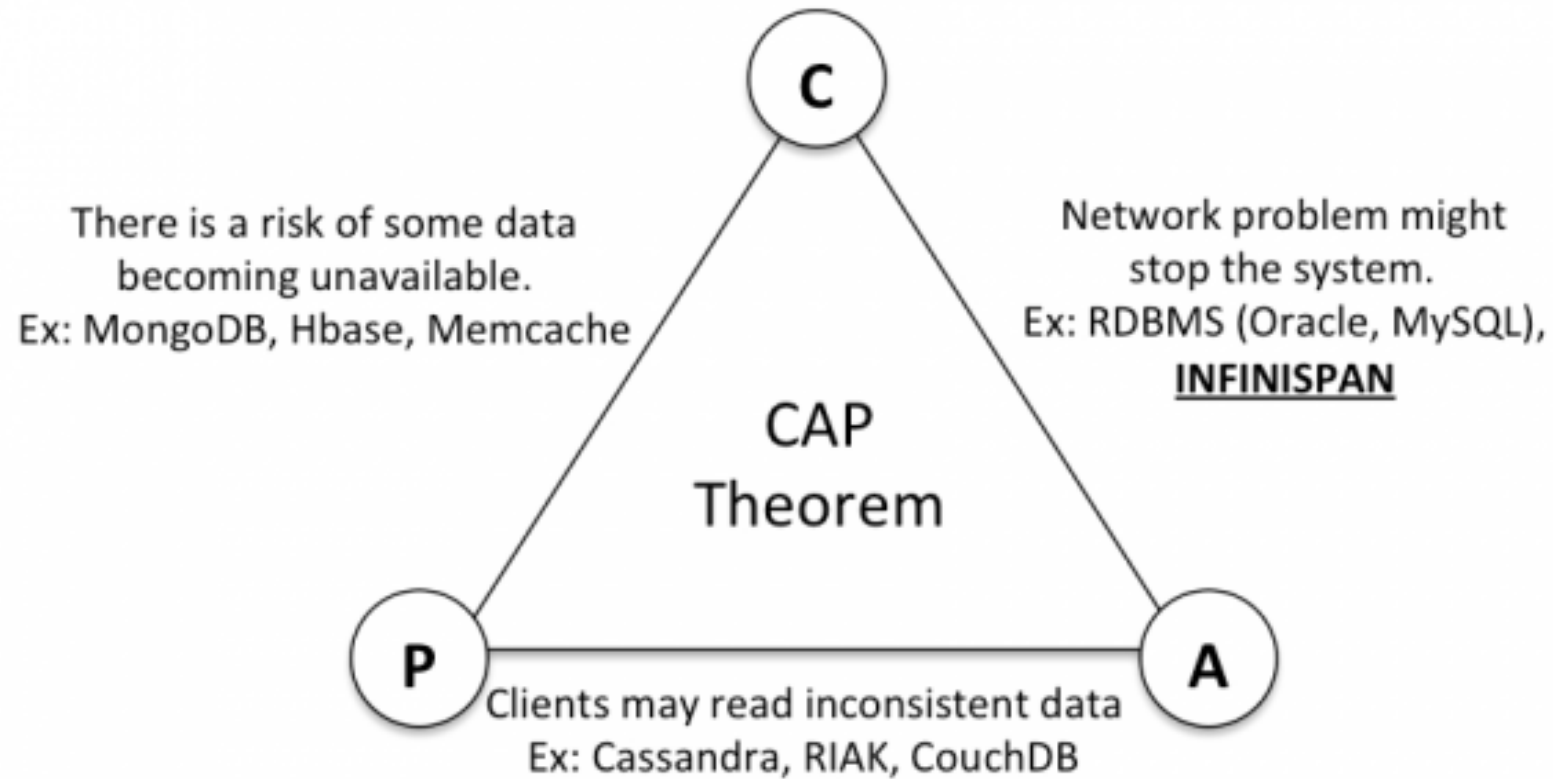 C
There is a risk of some data
becoming unavailable.
Ex: MongoDB, Hbase, Memcache
Network problem might
stop the system.
Ex: RDBMS (Oracle, MySQL),
INFINISPAN
CAP
Theorem
P
A
Clients may read inconsistent data
Ex: Cassandra, RIAK, CouchDB